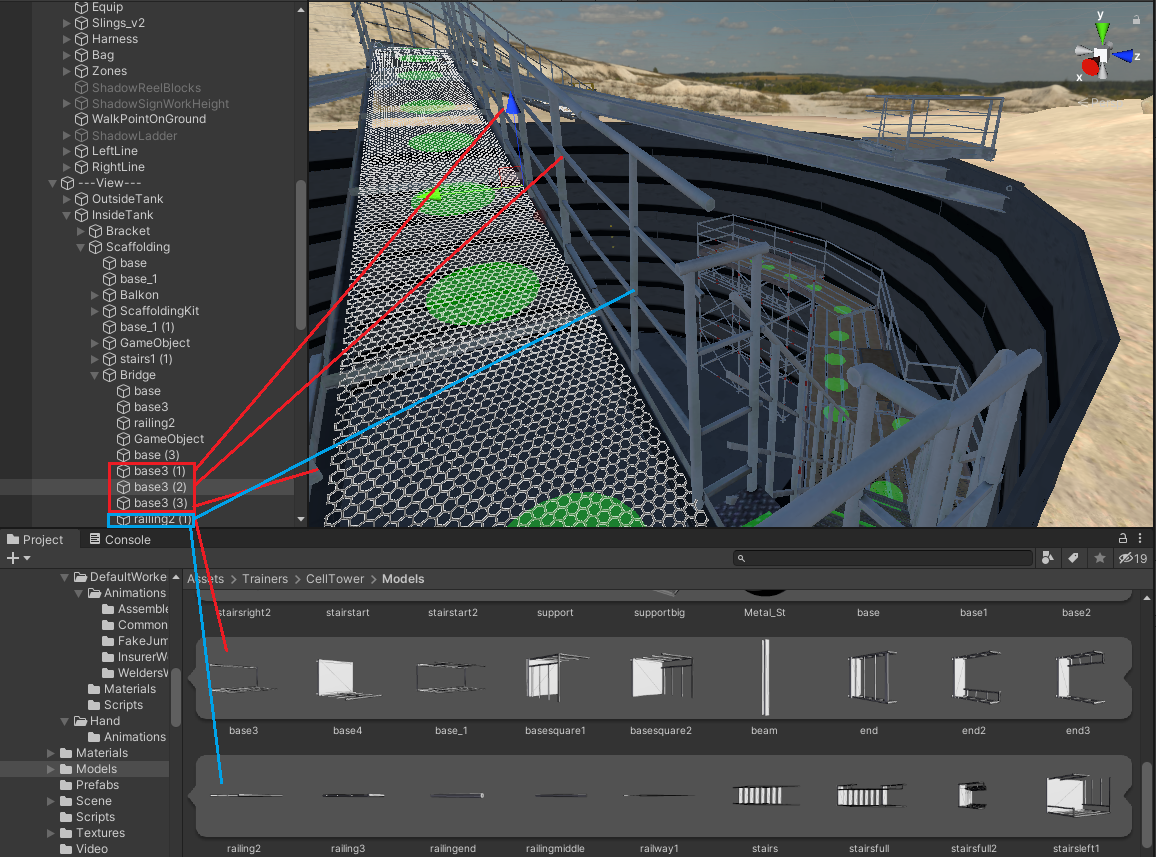 Equip
Slings_v2
Harness
Bag
Zones
ShadowReelBlocks
ShadowSignWorkHeight
WalkPointOnGround
ShadowLadder
LeftLine
RightLine
---View---
OutsideTank
InsideTank
Bracket
Scaffolding
base
base_1
Balkon
ScaffoldingKit
base_1 (1)
GameObject
stairs1 (1)
Bridge
base
base3
railing2
GameObject
base (3)
base3 (1)
base3 (2)
base3 (3)
railing2 (1)
y
z
x
Project
Console
19
DefaultWorke
Animations
Assemble
Common
FakeJum
InsurerW
Welders
Materials
Scripts
Hand
Animations
Materials
Models
Prefabs
Scene
Scripts
Textures
Video
Assets > Trainers > CellTower > Models
stairsright2 stairstart stairstart2 support supportbig Metal_St base base1 base2
base3 base4 base_1 basesquare1 basesquare2 beam end end2 end3
railing2 railing3 railingend railingmiddle railway1 stairs stairsfull stairsfull2 stairsleft1